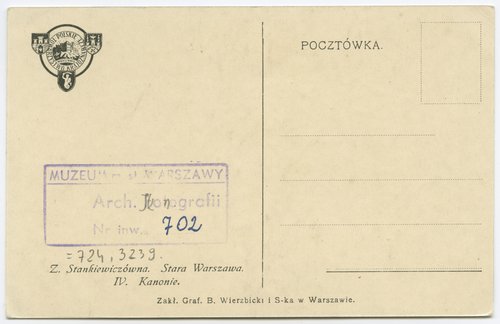 POCZTÓWKA.
MUZEUM m. st. WARSZAWY
Arch.
Nr inw. 702
= 724, 3239.
Z. Stankiewiczówna. Stara Warszawa.
IV. Kanonie.
Zakł. Graf. B. Wierzbicki i S-ka w Warszawie.